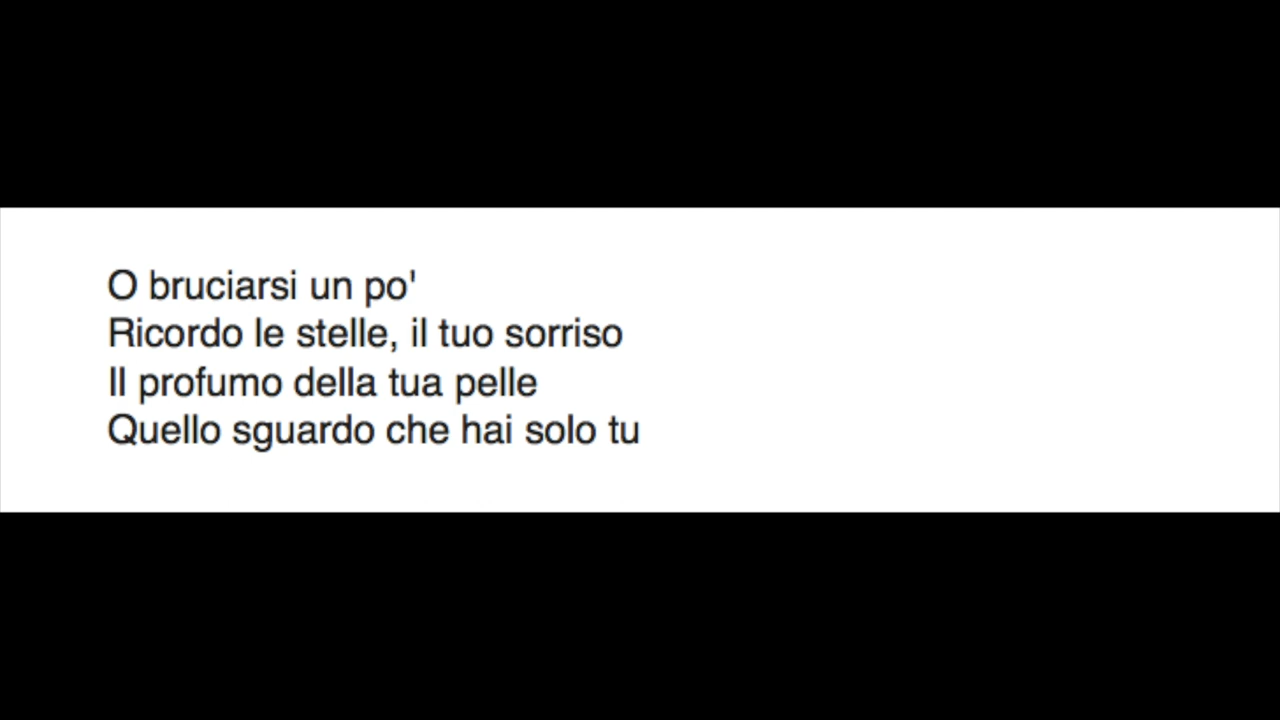 O bruciarsi un po'
Ricordo le stelle, il tuo sorriso
Il profumo della tua pelle
Quello sguardo che hai solo tu